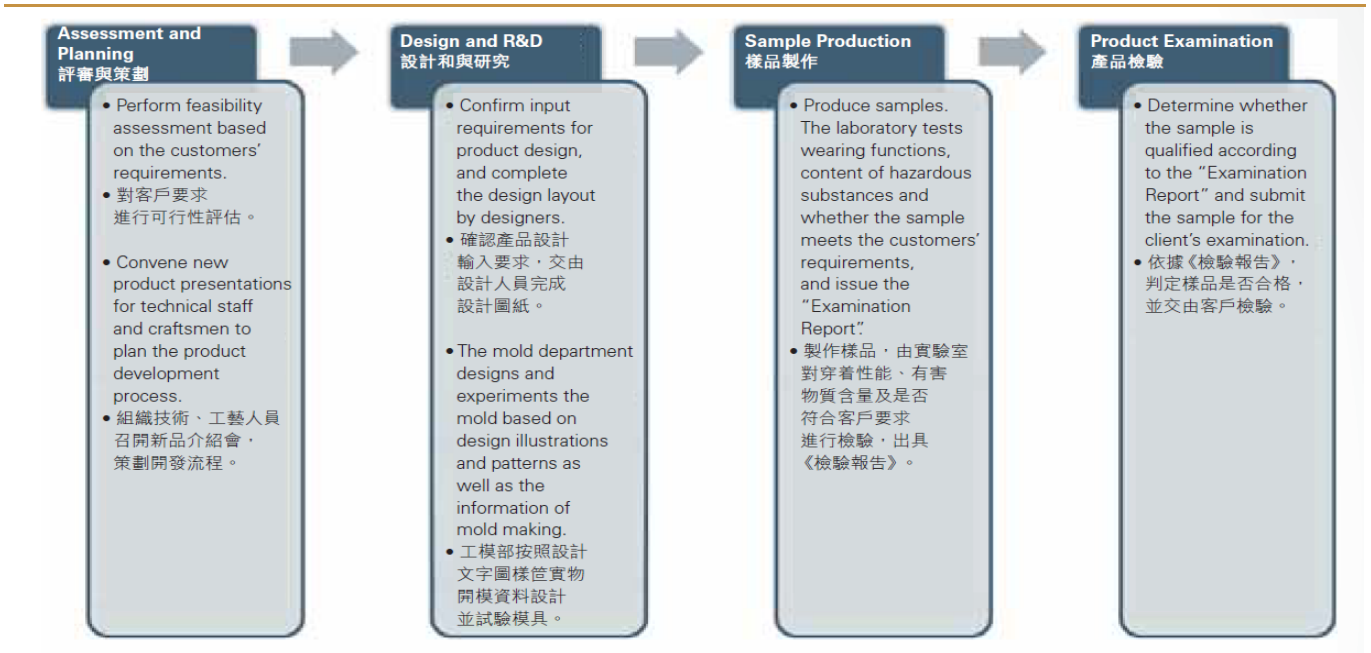 Assessment and
Planning
評審與策劃
• Perform feasibility
assessment based
on the customers’
requirements.
• 對客戶要求
進行可行性評估。
• Convene new
product presentations
for technical staff
and craftsmen to
plan the product
development
process.
• 組織技術、工藝人員
召開新品介紹會，
策劃開發流程。
Design and R&D
設計和與研究
• Confirm input
requirements for
product design,
and complete
the design layout
by designers.
• 確認產品設計
輸入要求，交由
設計人員完成
設計圖紙。
• The mold department
designs and
experiments the
mold based on
design illustrations
and patterns as
well as the
information of
mold making.
• 工模部按照設計
文字圖樣笸實物
開模資料設計
並試驗模具。
Sample Production
樣品製作
• Produce samples.
The laboratory tests
wearing functions,
content of hazardous
substances and
whether the sample
meets the customers’
requirements,
and issue the
“Examination
Report”.
• 製作樣品，由實驗室
對穿着性能、有害
物質含量及是否
符合客戶要求
進行檢驗，出具
《檢驗報告》。
Product Examination
產品檢驗
• Determine whether
the sample is
qualified according
to the “Examination
Report” and submit
the sample for the
client’s examination.
• 依據《檢驗報告》，
判定樣品是否合格，
並交由客戶檢驗。